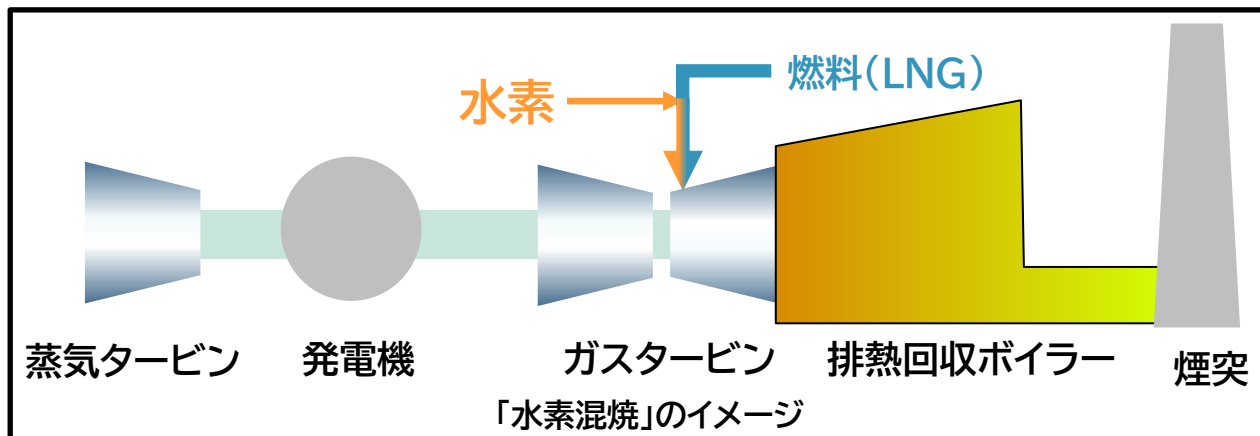 燃料(LNG)
水素
蒸気タービン
発電機
ガスタービン
排熱回収ボイラー
煙突
「水素混焼」のイメージ